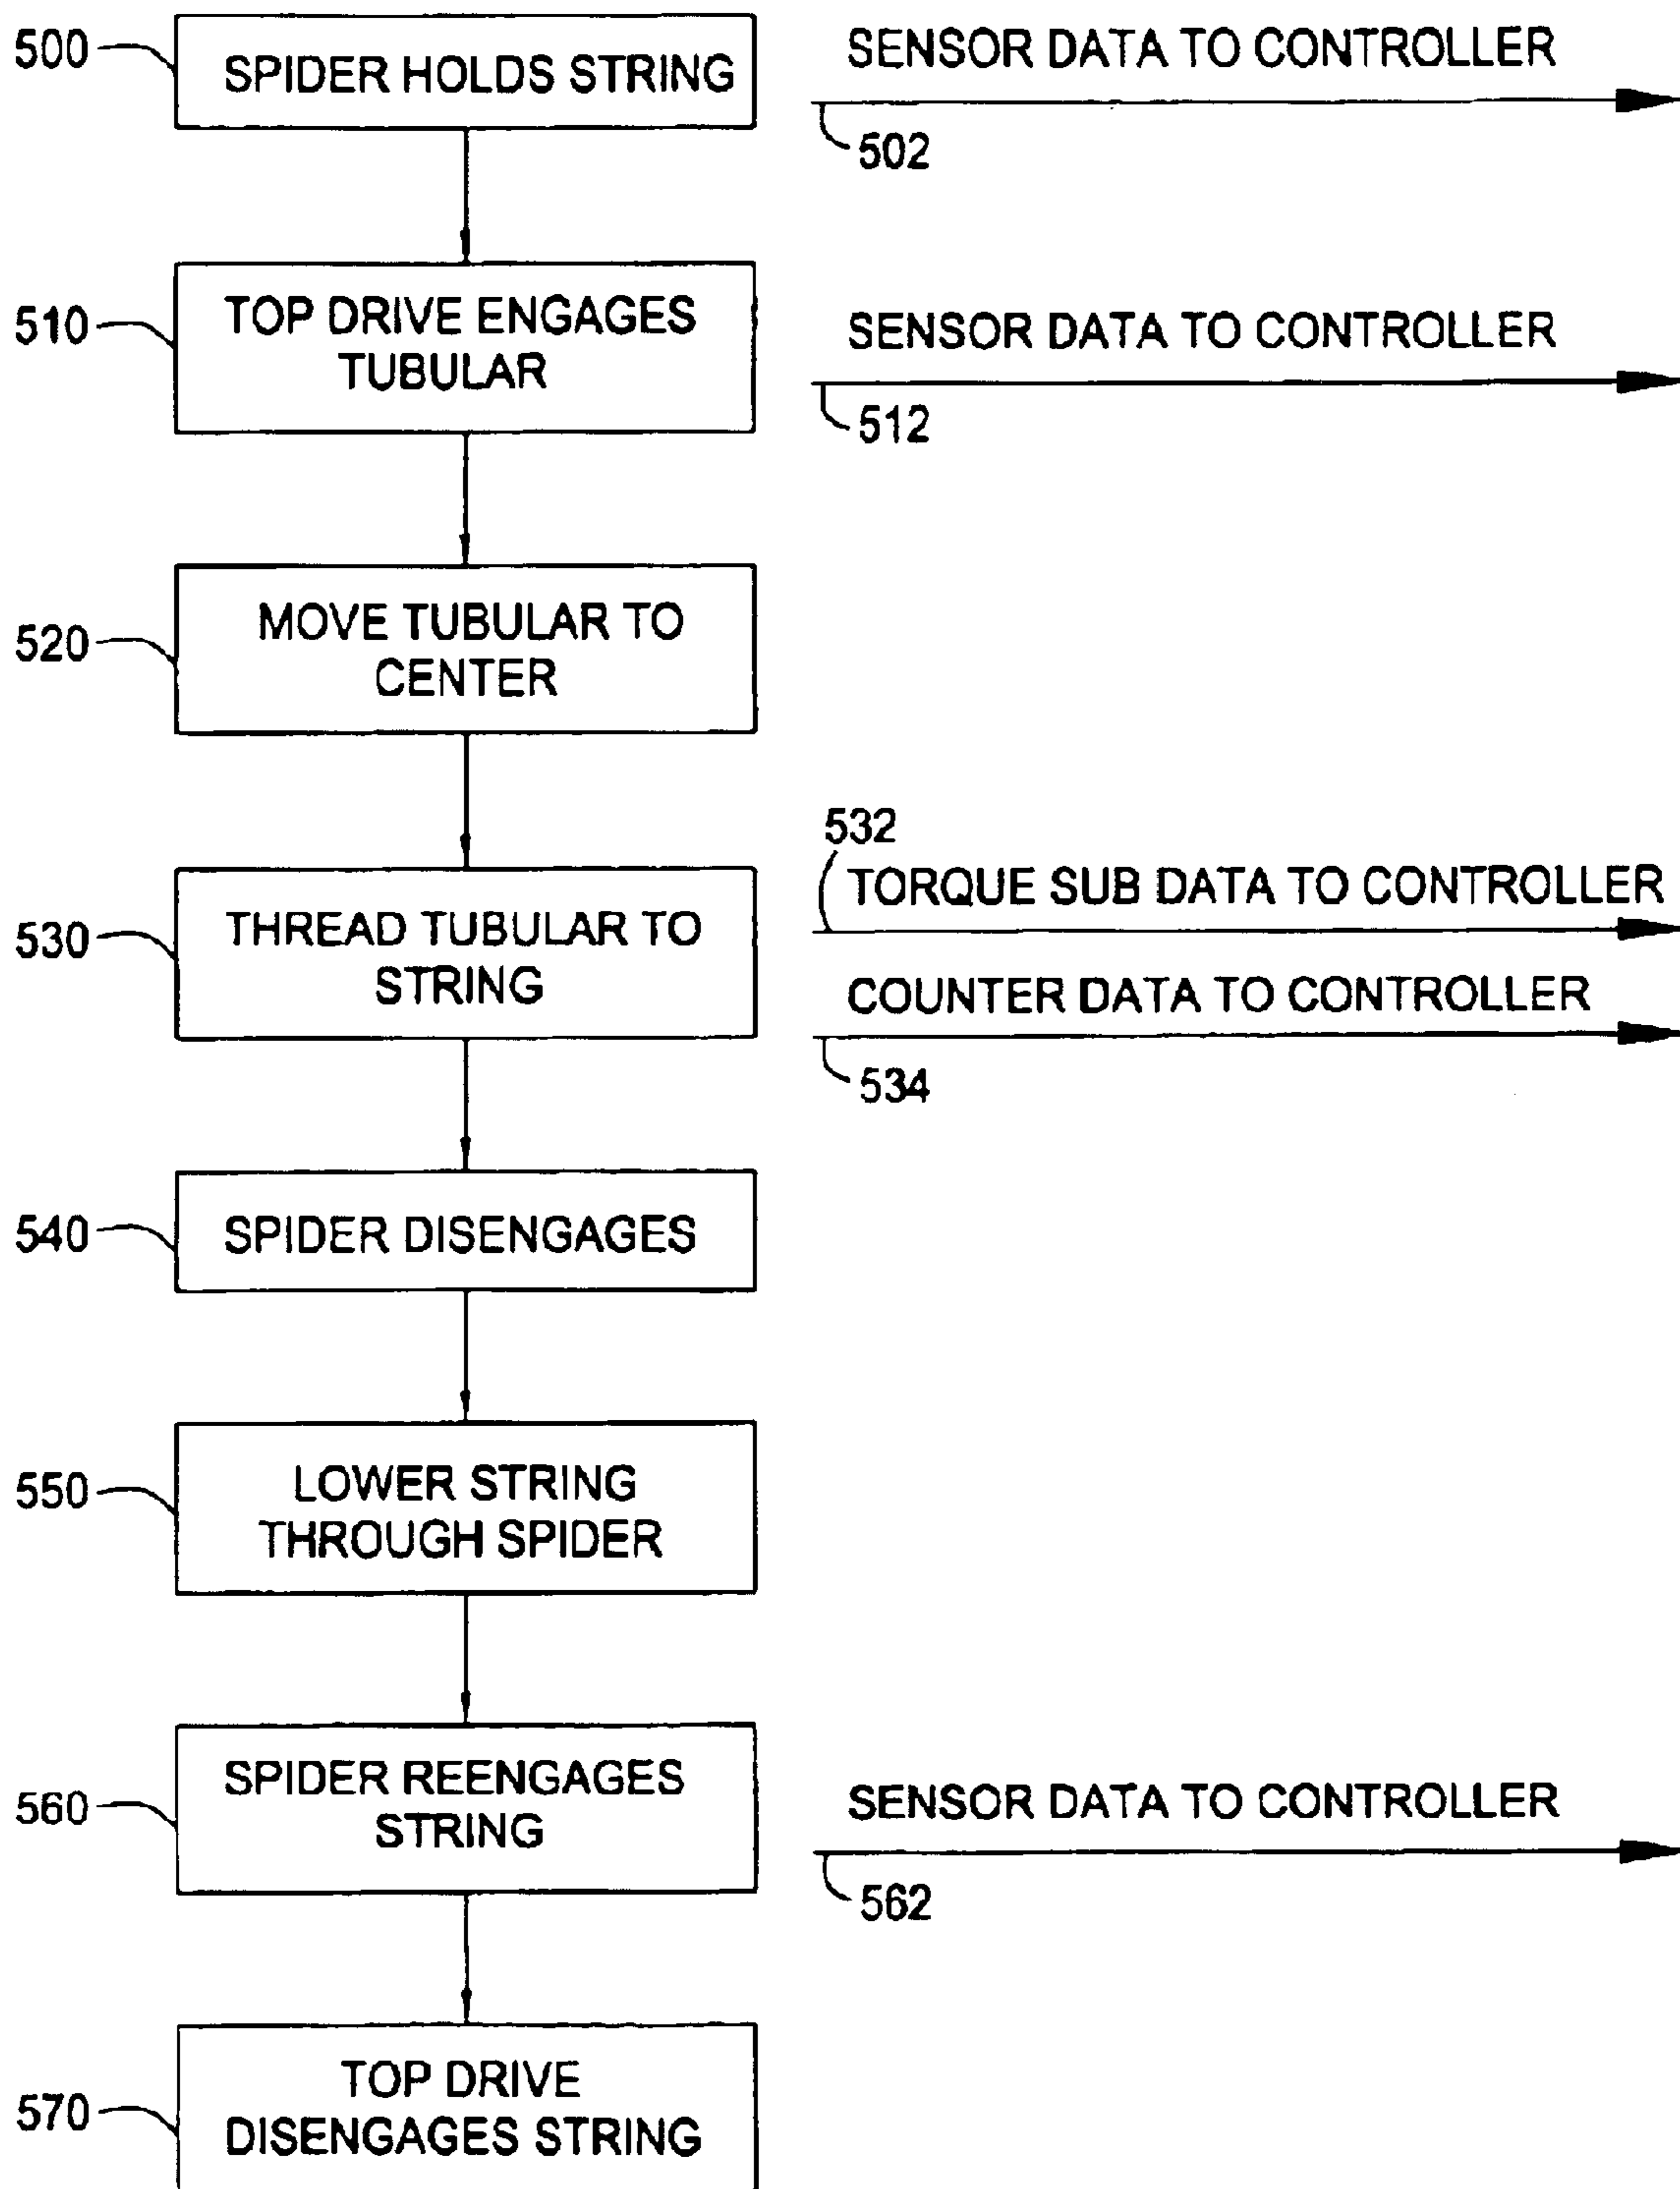 500
SPIDER HOLDS STRING
SENSOR DATA TO CONTROLLER
502
510
TOP DRIVE ENGAGES
TUBULAR
SENSOR DATA TO CONTROLLER
512
520
MOVE TUBULAR TO
CENTER
530
THREAD TUBULAR TO
STRING
532
TORQUE SUB DATA TO CONTROLLER
COUNTER DATA TO CONTROLLER
534
540
SPIDER DISENGAGES
550
LOWER STRING
THROUGH SPIDER
560
SPIDER REENGAGES
STRING
SENSOR DATA TO CONTROLLER
562
570
TOP DRIVE
DISENGAGES STRING